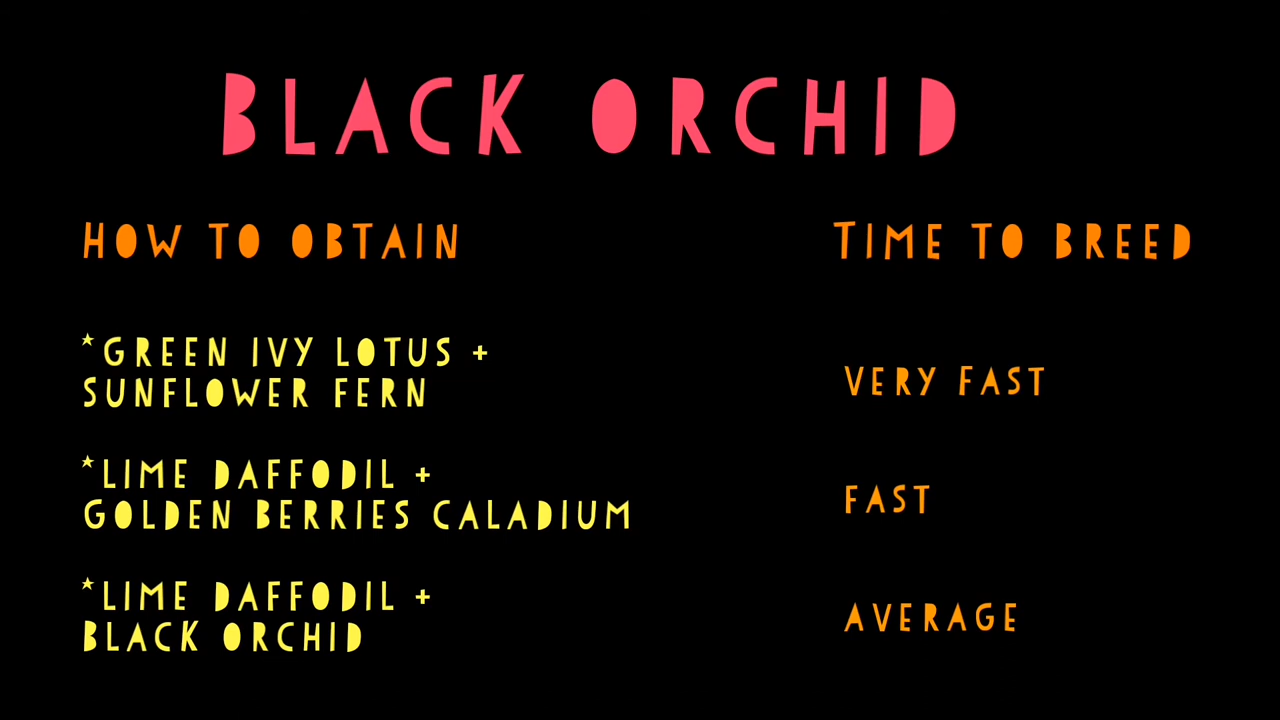 BLACK ORCHID
HOW TO OBTAIN
TIME TO BREED
*GREEN IVY LOTUS +
SUNFLOWER FERN
VERY FAST
*LIME DAFFODIL +
GOLDEN BERRIES CALADIUM
FAST
*LIME DAFFODIL +
BLACK ORCHID
AVERAGE